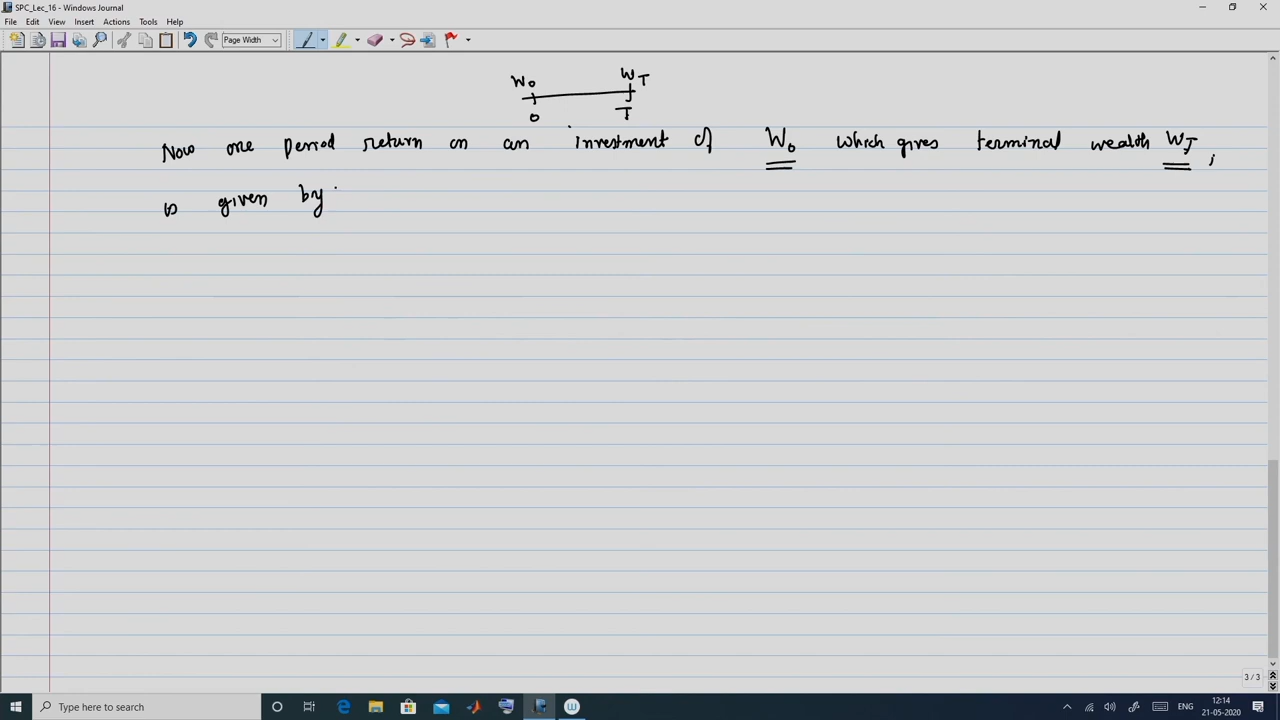 SPC_Lec_16 - Windows Journal
File Edit View Insert Actions Tools Help
Page Width
W0 WT
0 T
Now one period return on an investment of W0 which gives terminal wealth WT,
is given by
3 / 3
Type here to search
ENG
12:14
21-05-2020